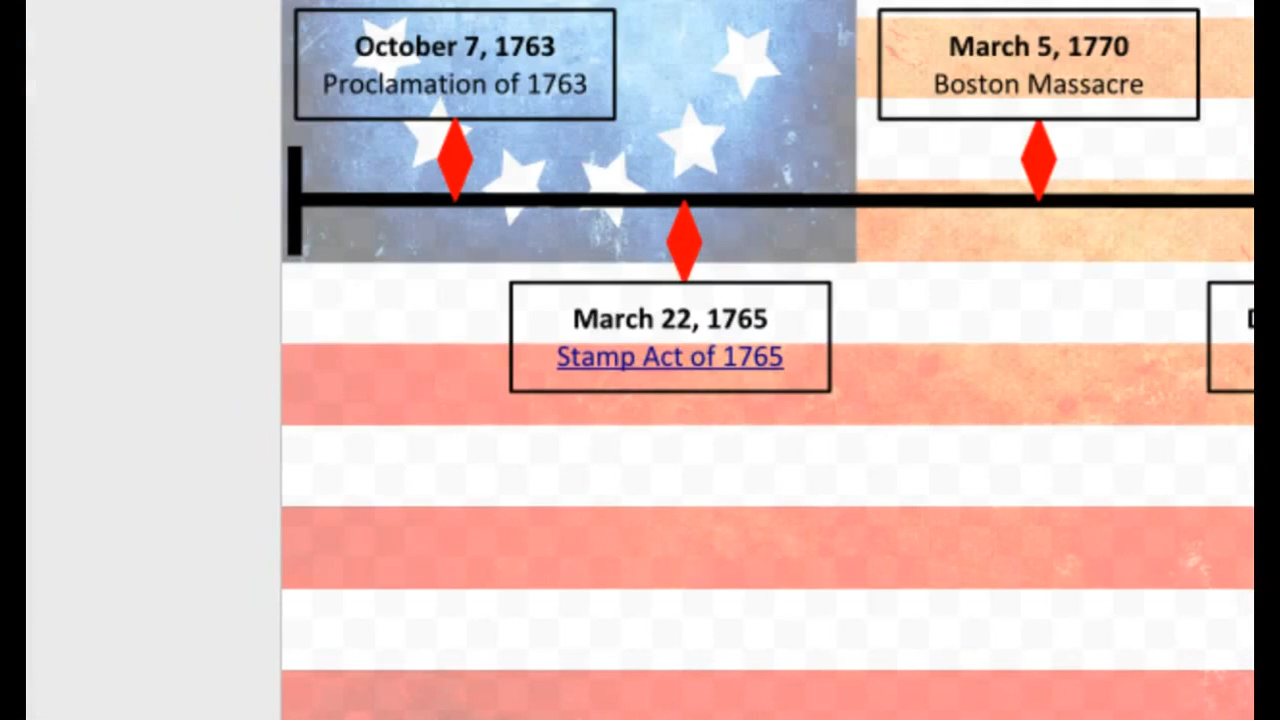 October 7, 1763
Proclamation of 1763
March 5, 1770
Boston Massacre
March 22, 1765
Stamp Act of 1765